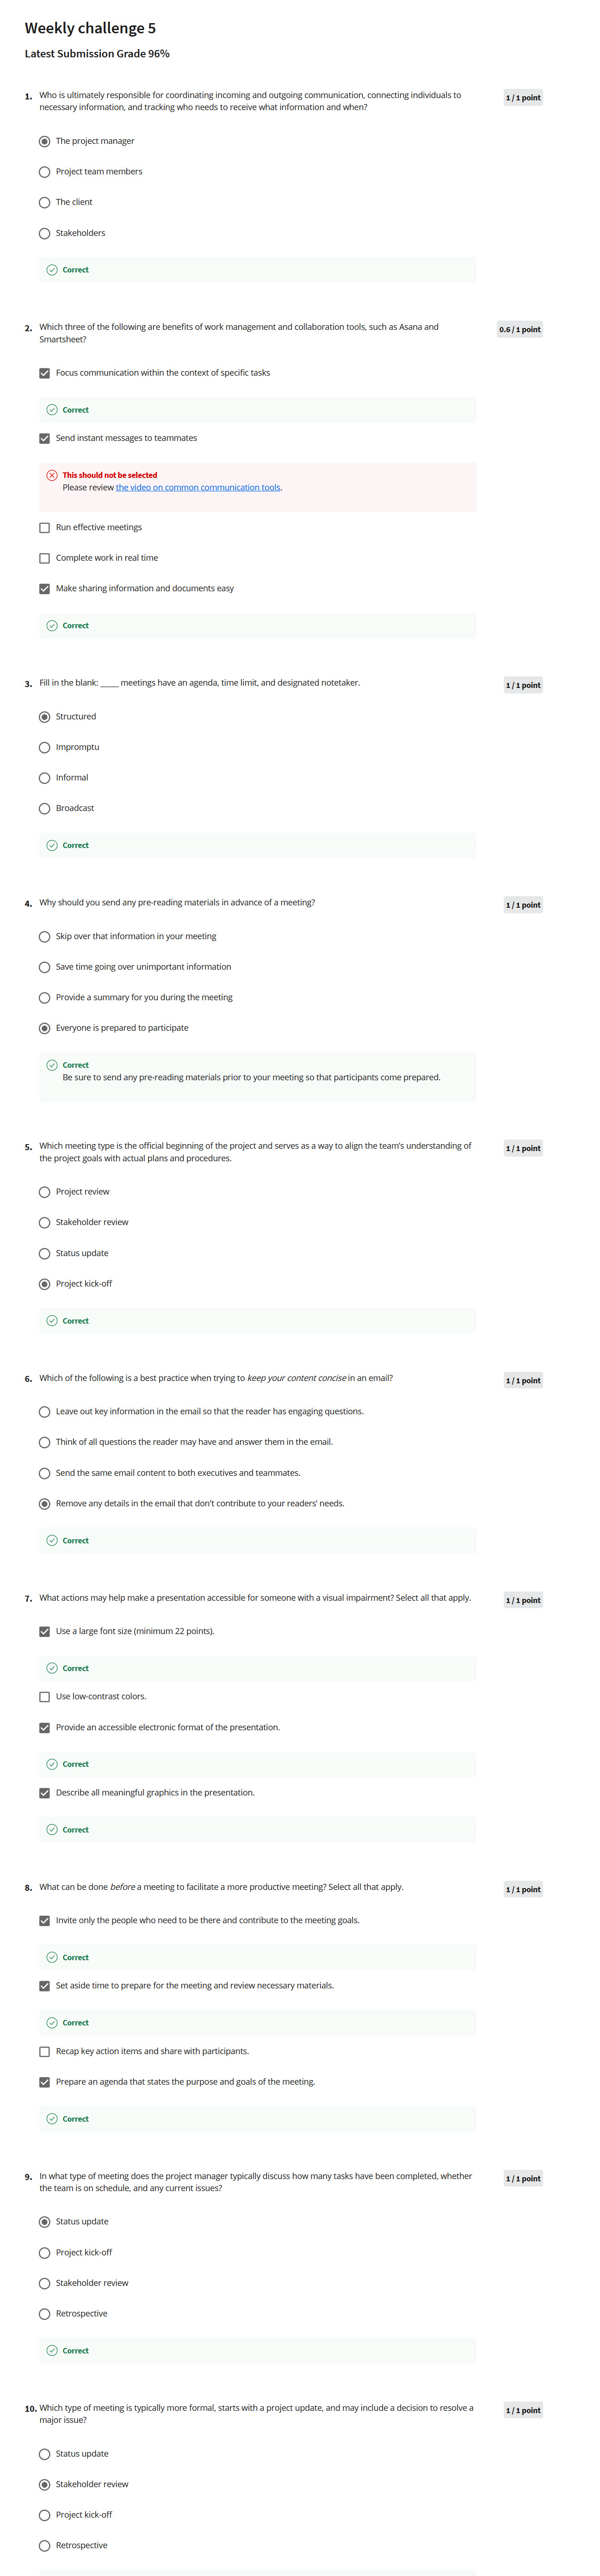 Weekly challenge 5
Latest Submission Grade 96%
1. Who is ultimately responsible for coordinating incoming and outgoing communication, connecting individuals to
necessary information, and tracking who needs to receive what information and when?
1 / 1 point
The project manager
Project team members
The client
Stakeholders
Correct
2. Which three of the following are benefits of work management and collaboration tools, such as Asana and
Smartsheet?
0.6 / 1 point
Focus communication within the context of specific tasks
Correct
Send instant messages to teammates
This should not be selected
Please review the video on common communication tools.
Run effective meetings
Complete work in real time
Make sharing information and documents easy
Correct
3. Fill in the blank: _____ meetings have an agenda, time limit, and designated notetaker.
1 / 1 point
Structured
Impromptu
Informal
Broadcast
Correct
4. Why should you send any pre-reading materials in advance of a meeting?
1 / 1 point
Skip over that information in your meeting
Save time going over unimportant information
Provide a summary for you during the meeting
Everyone is prepared to participate
Correct
Be sure to send any pre-reading materials prior to your meeting so that participants come prepared.
5. Which meeting type is the official beginning of the project and serves as a way to align the team’s understanding of
the project goals with actual plans and procedures.
1 / 1 point
Project review
Stakeholder review
Status update
Project kick-off
Correct
6. Which of the following is a best practice when trying to keep your content concise in an email?
1 / 1 point
Leave out key information in the email so that the reader has engaging questions.
Think of all questions the reader may have and answer them in the email.
Send the same email content to both executives and teammates.
Remove any details in the email that don't contribute to your readers’ needs.
Correct
7. What actions may help make a presentation accessible for someone with a visual impairment? Select all that apply.
1 / 1 point
Use a large font size (minimum 22 points).
Correct
Use low-contrast colors.
Provide an accessible electronic format of the presentation.
Correct
Describe all meaningful graphics in the presentation.
Correct
8. What can be done before a meeting to facilitate a more productive meeting? Select all that apply.
1 / 1 point
Invite only the people who need to be there and contribute to the meeting goals.
Correct
Set aside time to prepare for the meeting and review necessary materials.
Correct
Recap key action items and share with participants.
Prepare an agenda that states the purpose and goals of the meeting.
Correct
9. In what type of meeting does the project manager typically discuss how many tasks have been completed, whether
the team is on schedule, and any current issues?
1 / 1 point
Status update
Project kick-off
Stakeholder review
Retrospective
Correct
10. Which type of meeting is typically more formal, starts with a project update, and may include a decision to resolve a
major issue?
1 / 1 point
Status update
Stakeholder review
Project kick-off
Retrospective